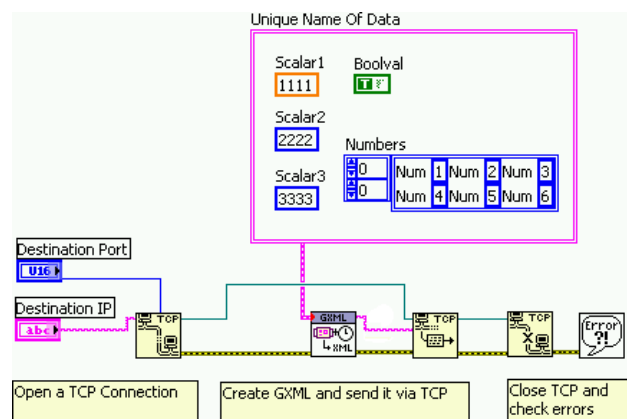 Unique Name Of Data
Scalar1
Boolval
1111
T
Scalar2
2222
Numbers
0
Num 1 Num 2 Num 3
Scalar3
3333
0
Num 4 Num 5 Num 6
Destination Port
U16
Destination IP
abc
TCP
GXML
XML
TCP
TCP
Error
?!
Open a TCP Connection
Create GXML and send it via TCP
Close TCP and
check errors